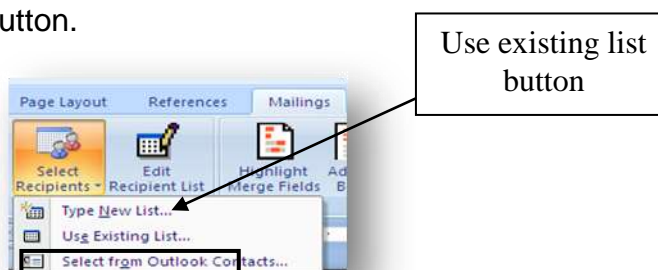 utton.
Use existing list
button
Page Layout References Mailings
Select
Recipients
Edit
Recipient List
Highlight
Merge Fields
Ad
B
Type New List...
Use Existing List...
Select from Outlook Contacts...